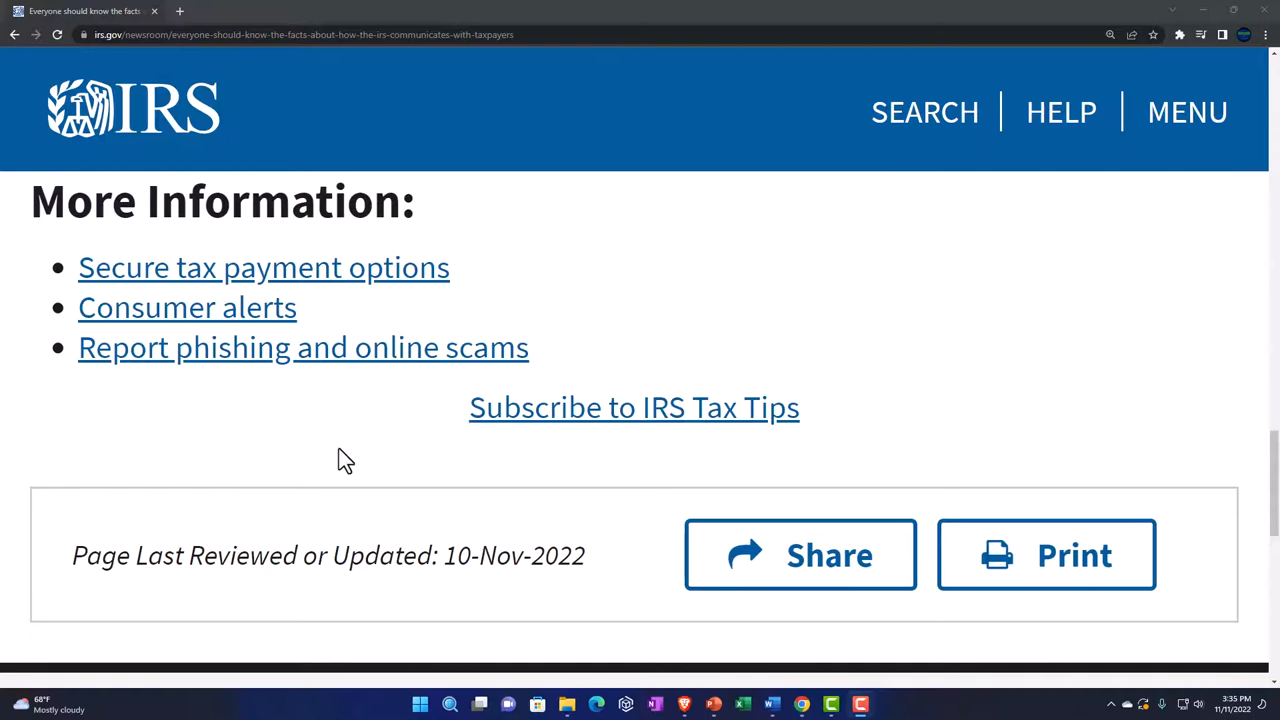 Everyone should know the facts
irs.gov/newsroom/everyone-should-know-the-facts-about-how-the-irs-communicates-with-taxpayers
IRS
SEARCH HELP MENU
More Information:
Secure tax payment options
Consumer alerts
Report phishing and online scams
Subscribe to IRS Tax Tips
Page Last Reviewed or Updated: 10-Nov-2022
Share
Print
68°F
Mostly cloudy
3:35 PM
11/11/2022